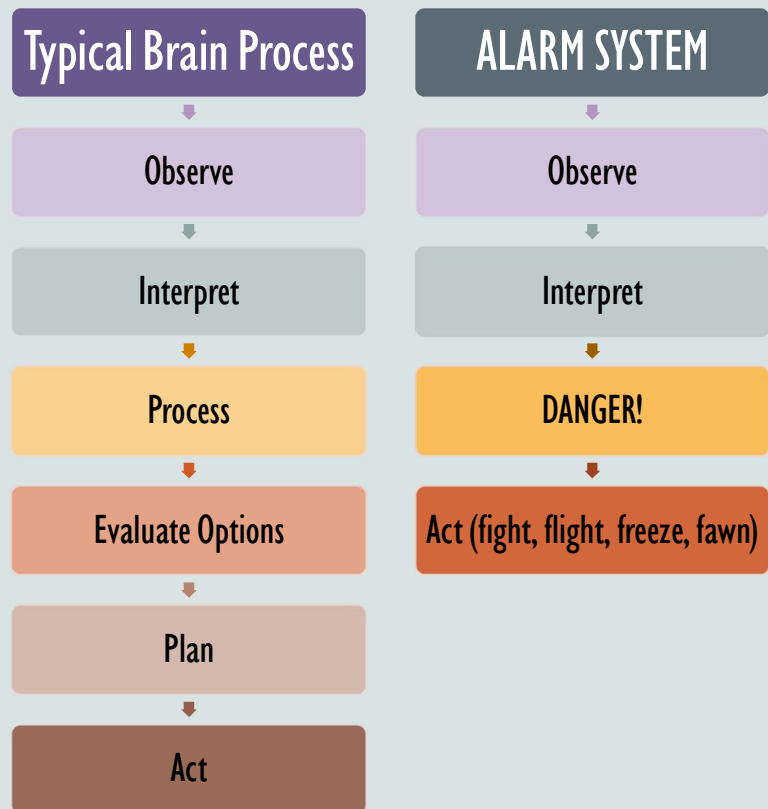 Typical Brain Process
Observe
Interpret
Process
Evaluate Options
Plan
Act
ALARM SYSTEM
Observe
Interpret
DANGER!
Act (fight, flight, freeze, fawn)